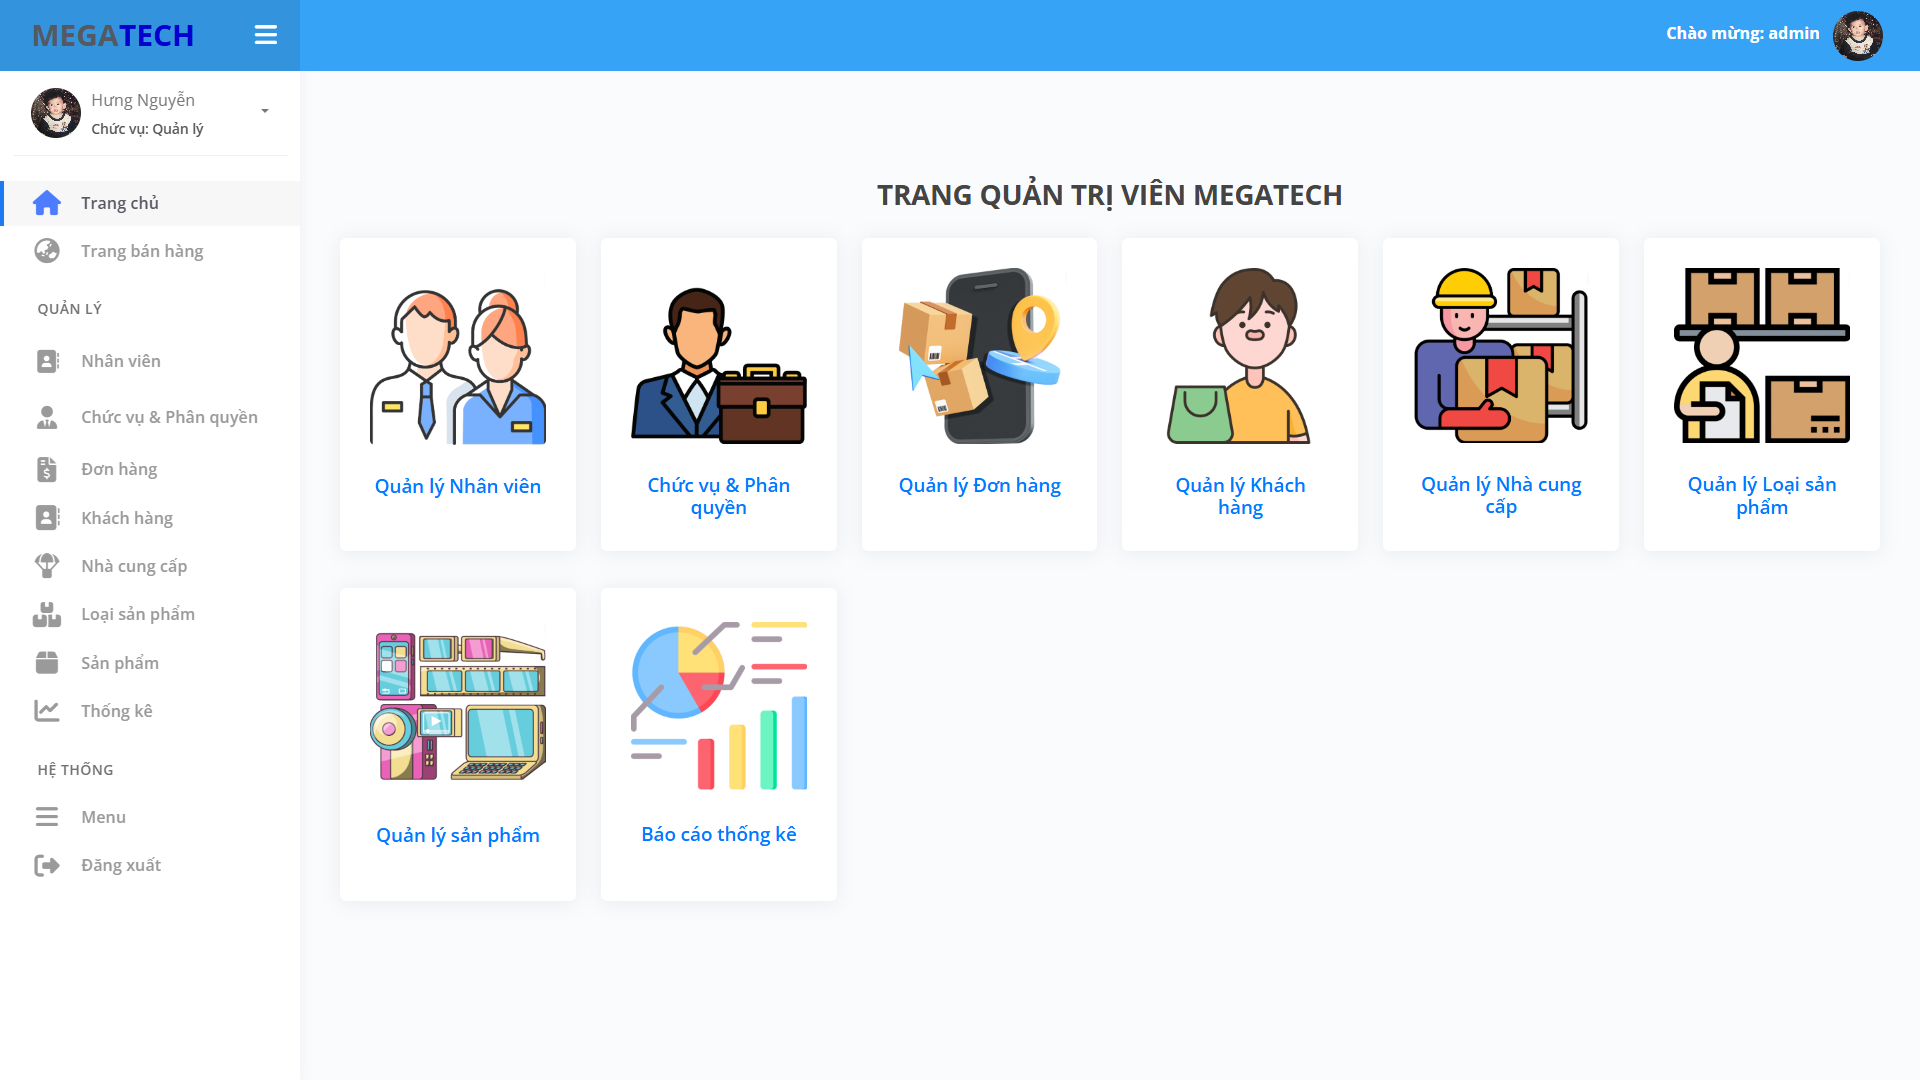 MEGATECH
Chào mừng: admin
Hưng Nguyễn
Chức vụ: Quản lý
Trang chủ
Trang bán hàng
QUẢN LÝ
Nhân viên
Chức vụ & Phân quyền
Đơn hàng
Khách hàng
Nhà cung cấp
Loại sản phẩm
Sản phẩm
Thống kê
HỆ THỐNG
Menu
Đăng xuất
TRANG QUẢN TRỊ VIÊN MEGATECH
Quản lý Nhân viên
Chức vụ & Phân
quyền
Quản lý Đơn hàng
Quản lý Khách
hàng
Quản lý Nhà cung
cấp
Quản lý Loại sản
phẩm
Quản lý sản phẩm
Báo cáo thống kê